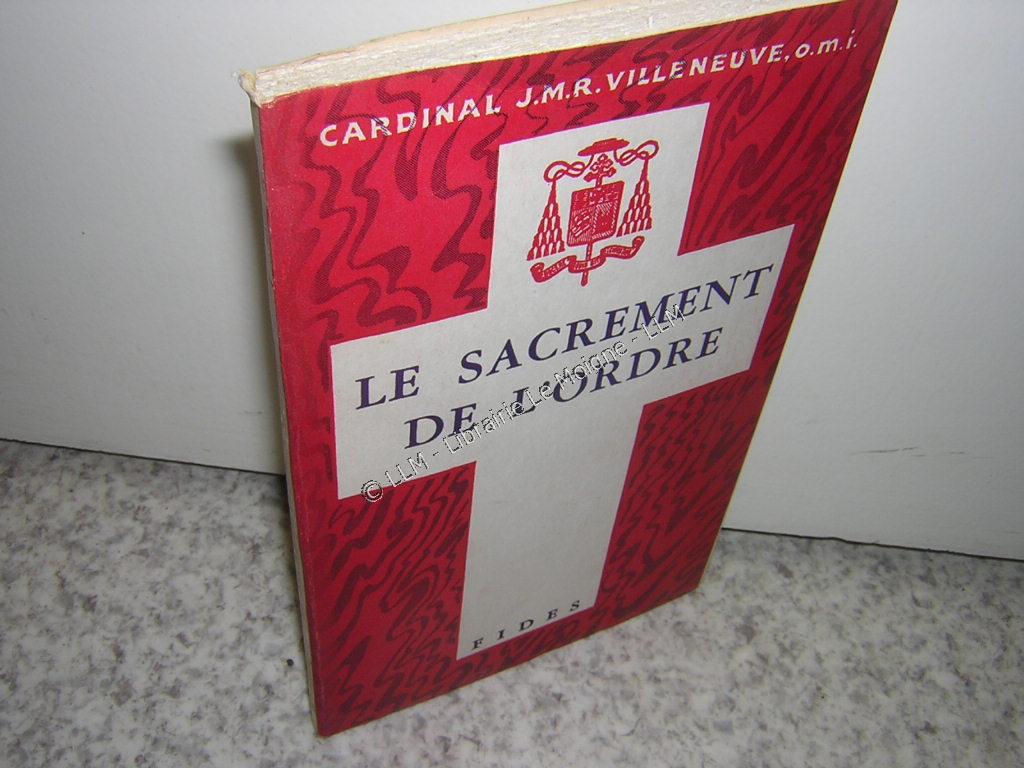 CARDINAL J.M.R. VILLENEUVE, o.m.i.
LE SACREMENT
DE L'ORDRE
© LLM - Librairie Le Moigne - LLM
FIDES